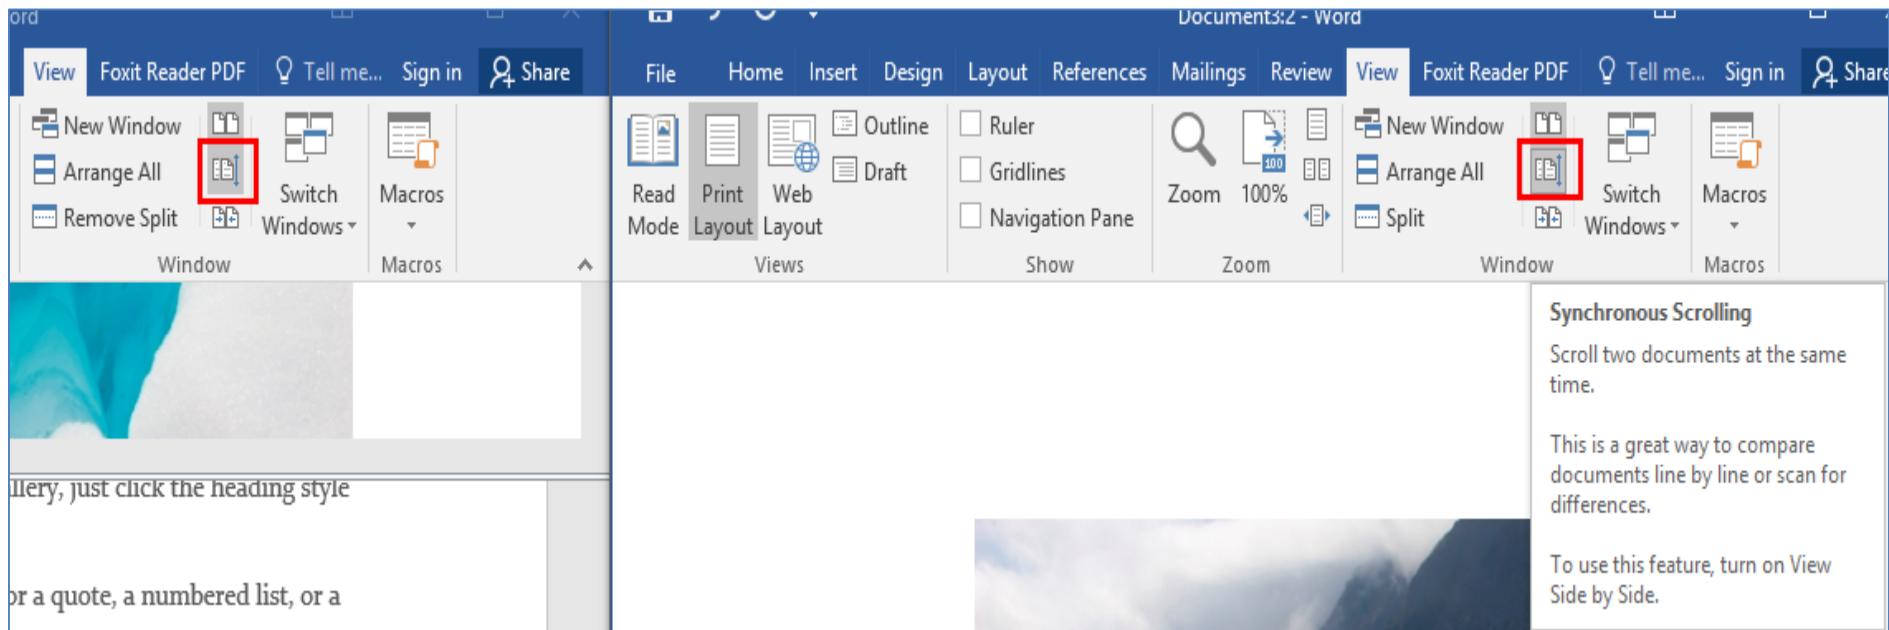 ord
View Foxit Reader PDF Tell me... Sign in Share
New Window
Arrange All
Remove Split
Switch
Windows
Macros
Window
Macros
Document3:2 - Word
File Home Insert Design Layout References Mailings Review View Foxit Reader PDF Tell me... Sign in Share
Read
Mode
Print
Layout
Web
Layout
Outline
Draft
Views
Ruler
Gridlines
Navigation Pane
Show
Zoom
100
100%
Zoom
New Window
Arrange All
Split
Switch
Windows
Window
Macros
Macros
Synchronous Scrolling
Scroll two documents at the same
time.
This is a great way to compare
documents line by line or scan for
differences.
To use this feature, turn on View
Side by Side.
llery, just click the heading style
or a quote, a numbered list, or a